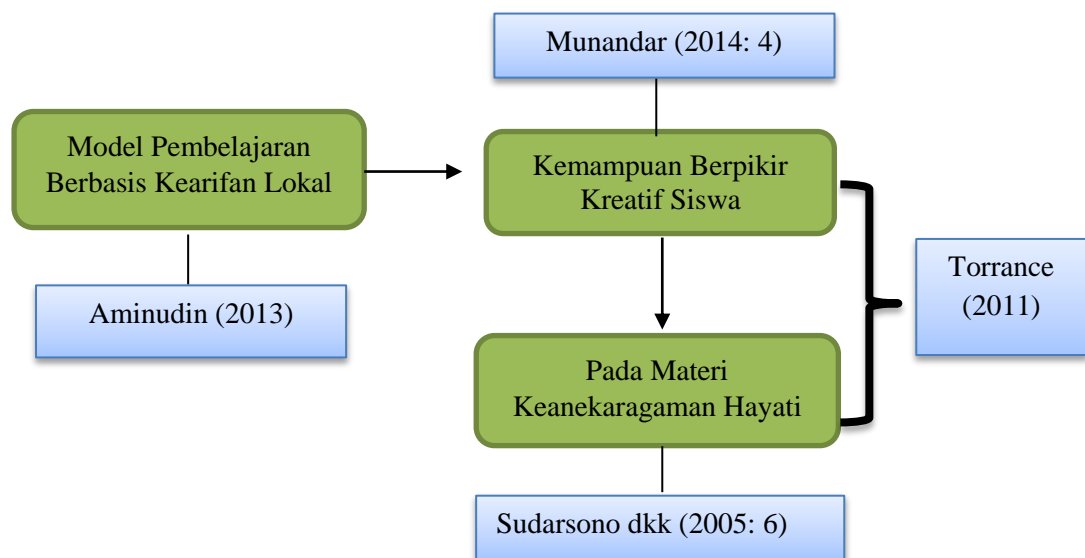 Munandar (2014: 4)
Model Pembelajaran
Berbasis Kearifan Lokal
Kemampuan Berpikir
Kreatif Siswa
Aminudin (2013)
Torrance
(2011)
Pada Materi
Keanekaragaman Hayati
Sudarsono dkk (2005: 6)